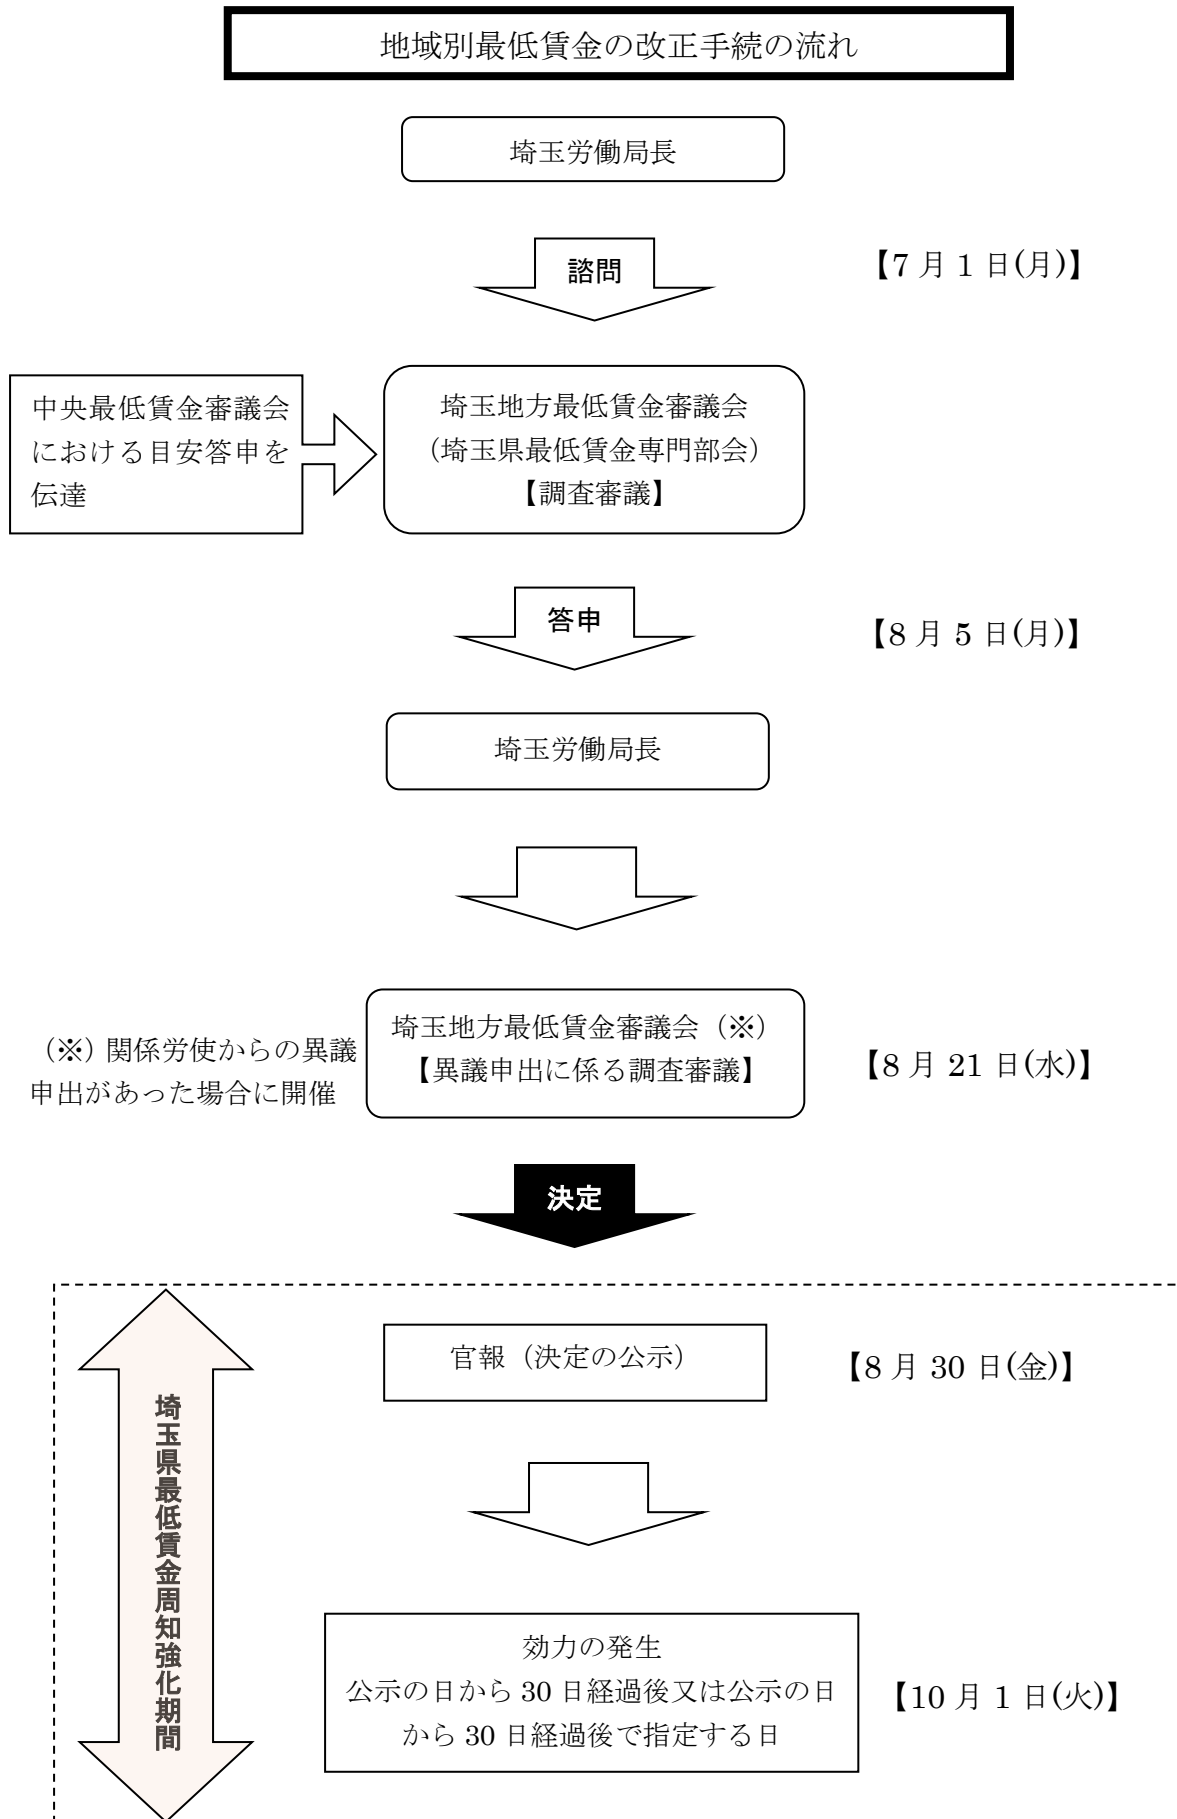 地域別最低賃金の改正手続の流れ
埼玉労働局長
諮問
【7 月 1 日(月)】
中央最低賃金審議会
における目安答申を
伝達
埼玉地方最低賃金審議会
（埼玉県最低賃金専門部会）
【調査審議】
答申
【8 月 5 日(月)】
埼玉労働局長
（※）関係労使からの異議
申出があった場合に開催
埼玉地方最低賃金審議会（※）
【異議申出に係る調査審議】
【8 月 21 日(水)】
決定
埼玉県最低賃金周知強化期間
官報（決定の公示）
【8 月 30 日(金)】
効力の発生
公示の日から 30 日経過後又は公示の日
から 30 日経過後で指定する日
【10 月 1 日(火)】